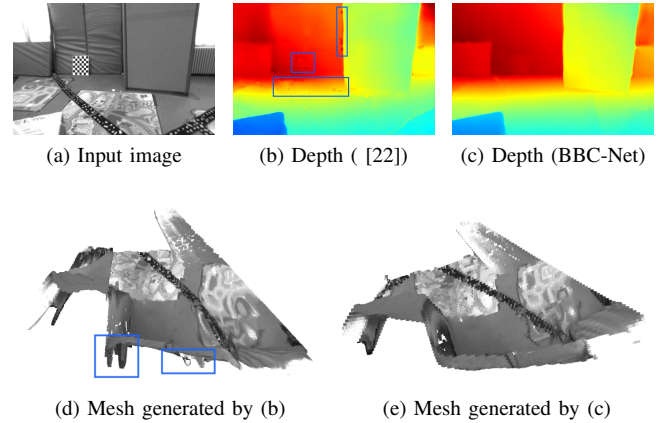 (a) Input image
(b) Depth ( [22])
(c) Depth (BBC-Net)
(d) Mesh generated by (b)
(e) Mesh generated by (c)